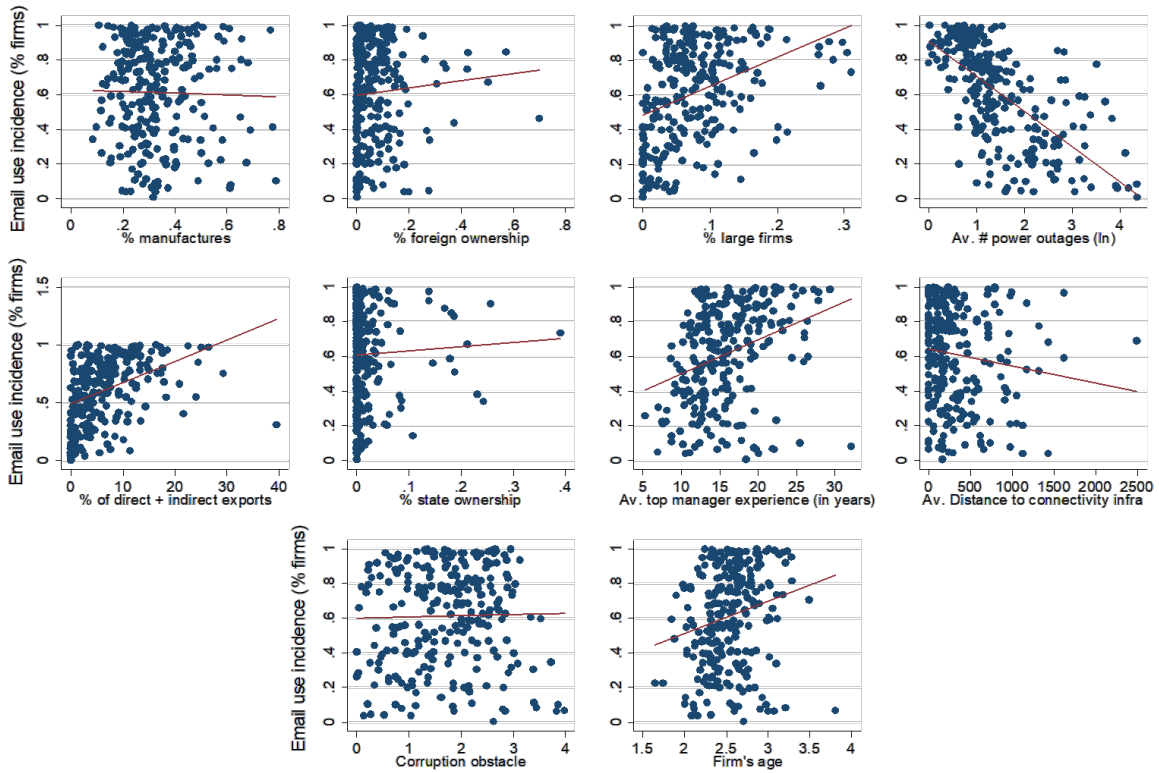 Email use incidence (% firms)
0 .2 .4 .6 .8 1
0 .2 .4 .6 .8
% manufactures
0 .2 .4 .6 .8 1
0 .2 .4 .6 .8
% foreign ownership
0 .2 .4 .6 .8 1
0 .1 .2 .3
% large firms
0 .2 .4 .6 .8 1
0 1 2 3 4
Av. # power outages (ln)
Email use incidence (% firms)
0 .5 1 1.5
0 10 20 30 40
% of direct + indirect exports
0 .2 .4 .6 .8 1
0 .2 .4
% state ownership
0 .2 .4 .6 .8 1
5 10 15 20 25 30
Av. top manager experience (in years)
0 .2 .4 .6 .8 1
0 500 1000 1500 2000 2500
Av. Distance to connectivity infra
Email use incidence (% firms)
0 .2 .4 .6 .8 1
0 1 2 3 4
Corruption obstacle
0 .2 .4 .6 .8 1
1.5 2 2.5 3 3.5 4
Firm's age